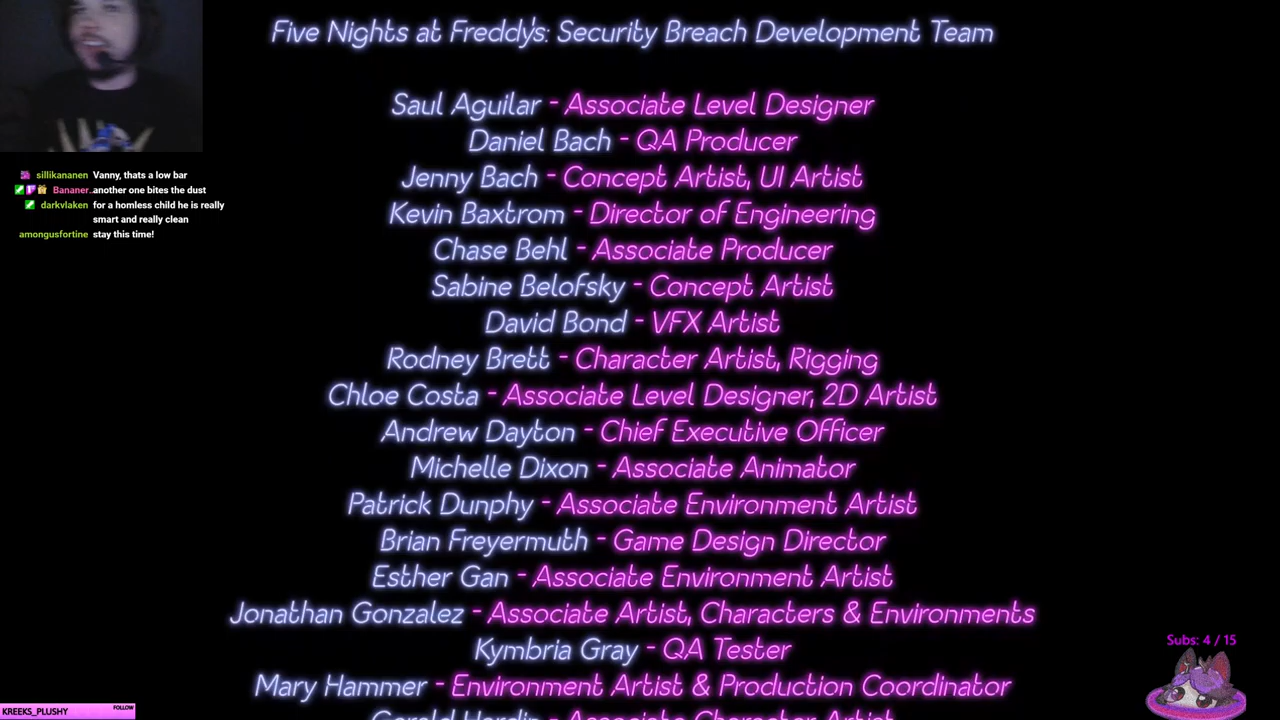 Five Nights at Freddy's: Security Breach Development Team
Saul Aguilar - Associate Level Designer
Daniel Bach - QA Producer
Jenny Bach - Concept Artist, UI Artist
Kevin Baxtrom - Director of Engineering
Chase Behl - Associate Producer
Sabine Belofsky - Concept Artist
David Bond - VFX Artist
Rodney Brett - Character Artist, Rigging
Chloe Costa - Associate Level Designer, 2D Artist
Andrew Dayton - Chief Executive Officer
Michelle Dixon - Associate Animator
Patrick Dunphy - Associate Environment Artist
Brian Freyermuth - Game Design Director
Esther Gan - Associate Environment Artist
Jonathan Gonzalez - Associate Artist, Characters & Environments
Kymbria Gray - QA Tester
Mary Hammer - Environment Artist & Production Coordinator
Gerald Hardin - Associate Character Artist
sillikananen Vanny, thats a low bar
Bananer.. another one bites the dust
darkvlaken for a homless child he is really
smart and really clean
amongusfortine stay this time!
Subs: 4 / 15
KREEKS_PLUSHY FOLLOW